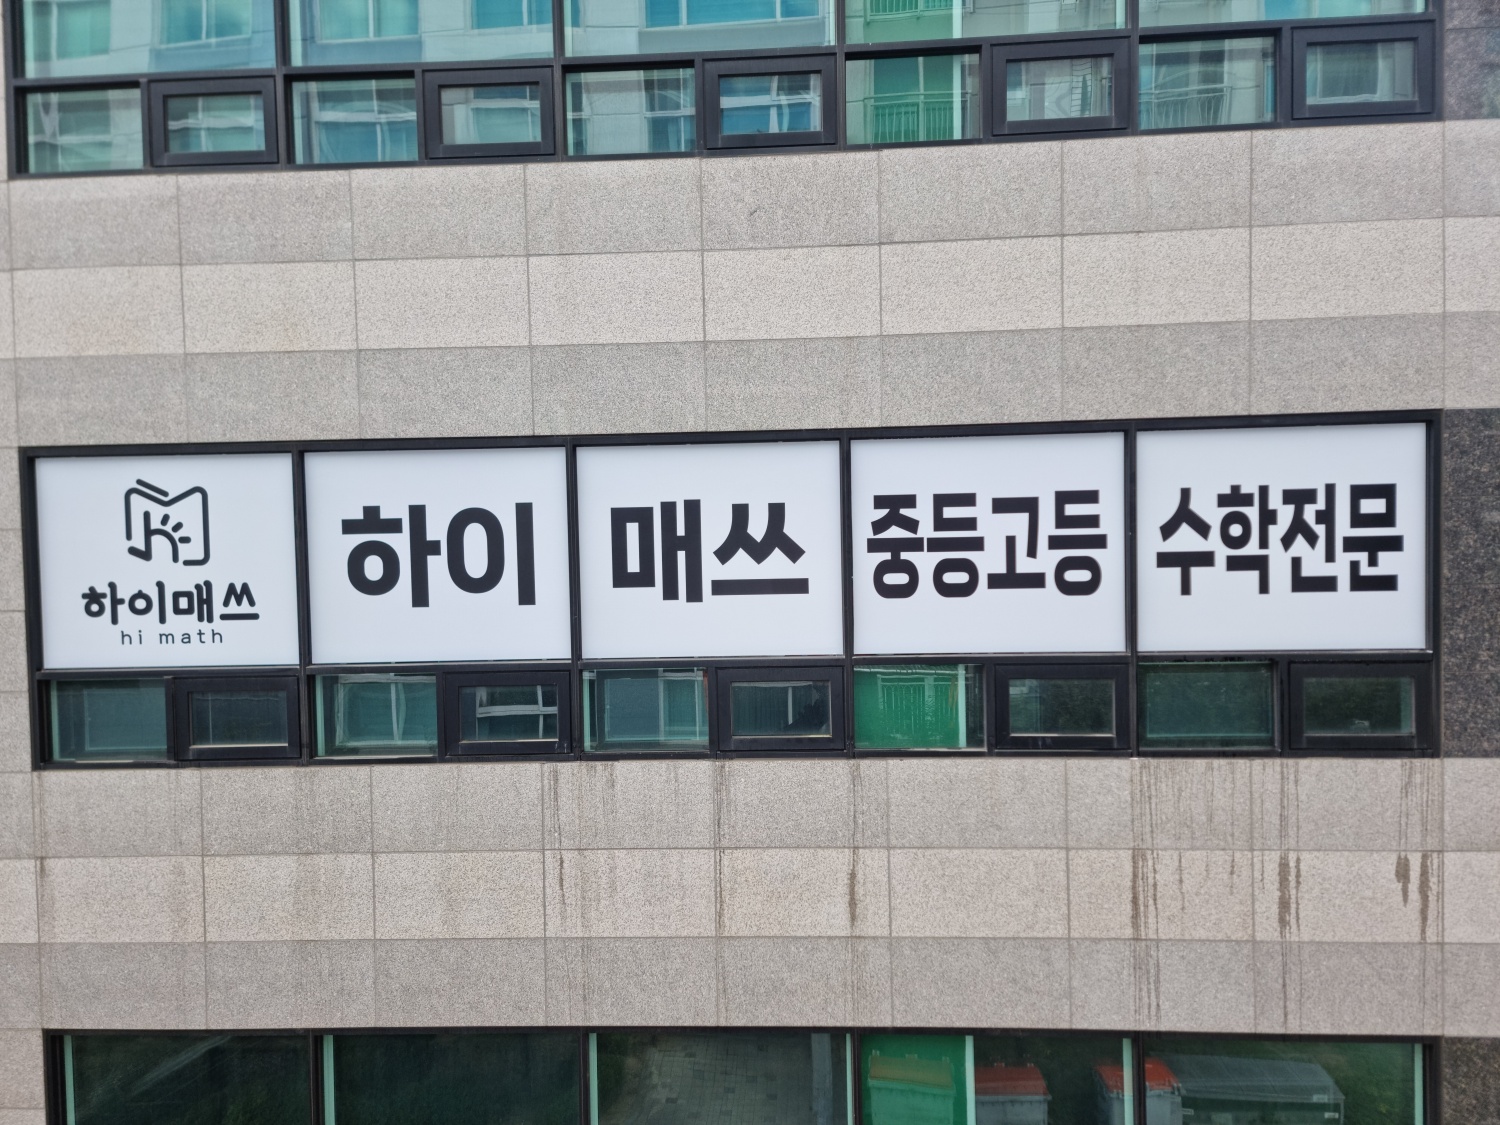 하이매쓰
hi math
하이 매쓰 중등고등 수학전문